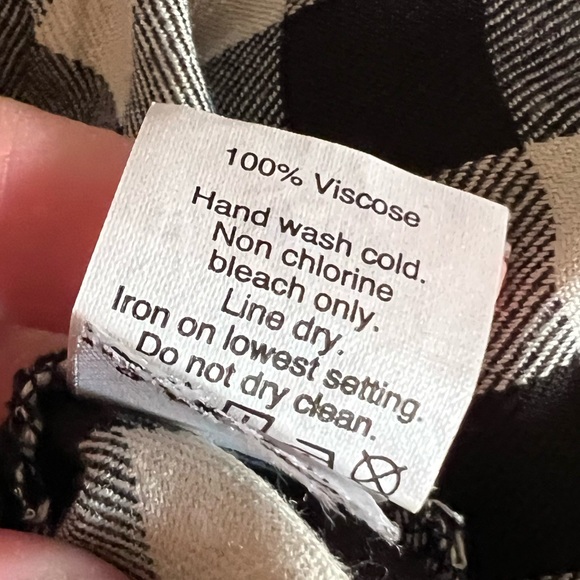 100% Viscose
Hand wash cold.
Non chlorine
bleach only.
Line dry.
Iron on lowest setting.
Do not dry clean.